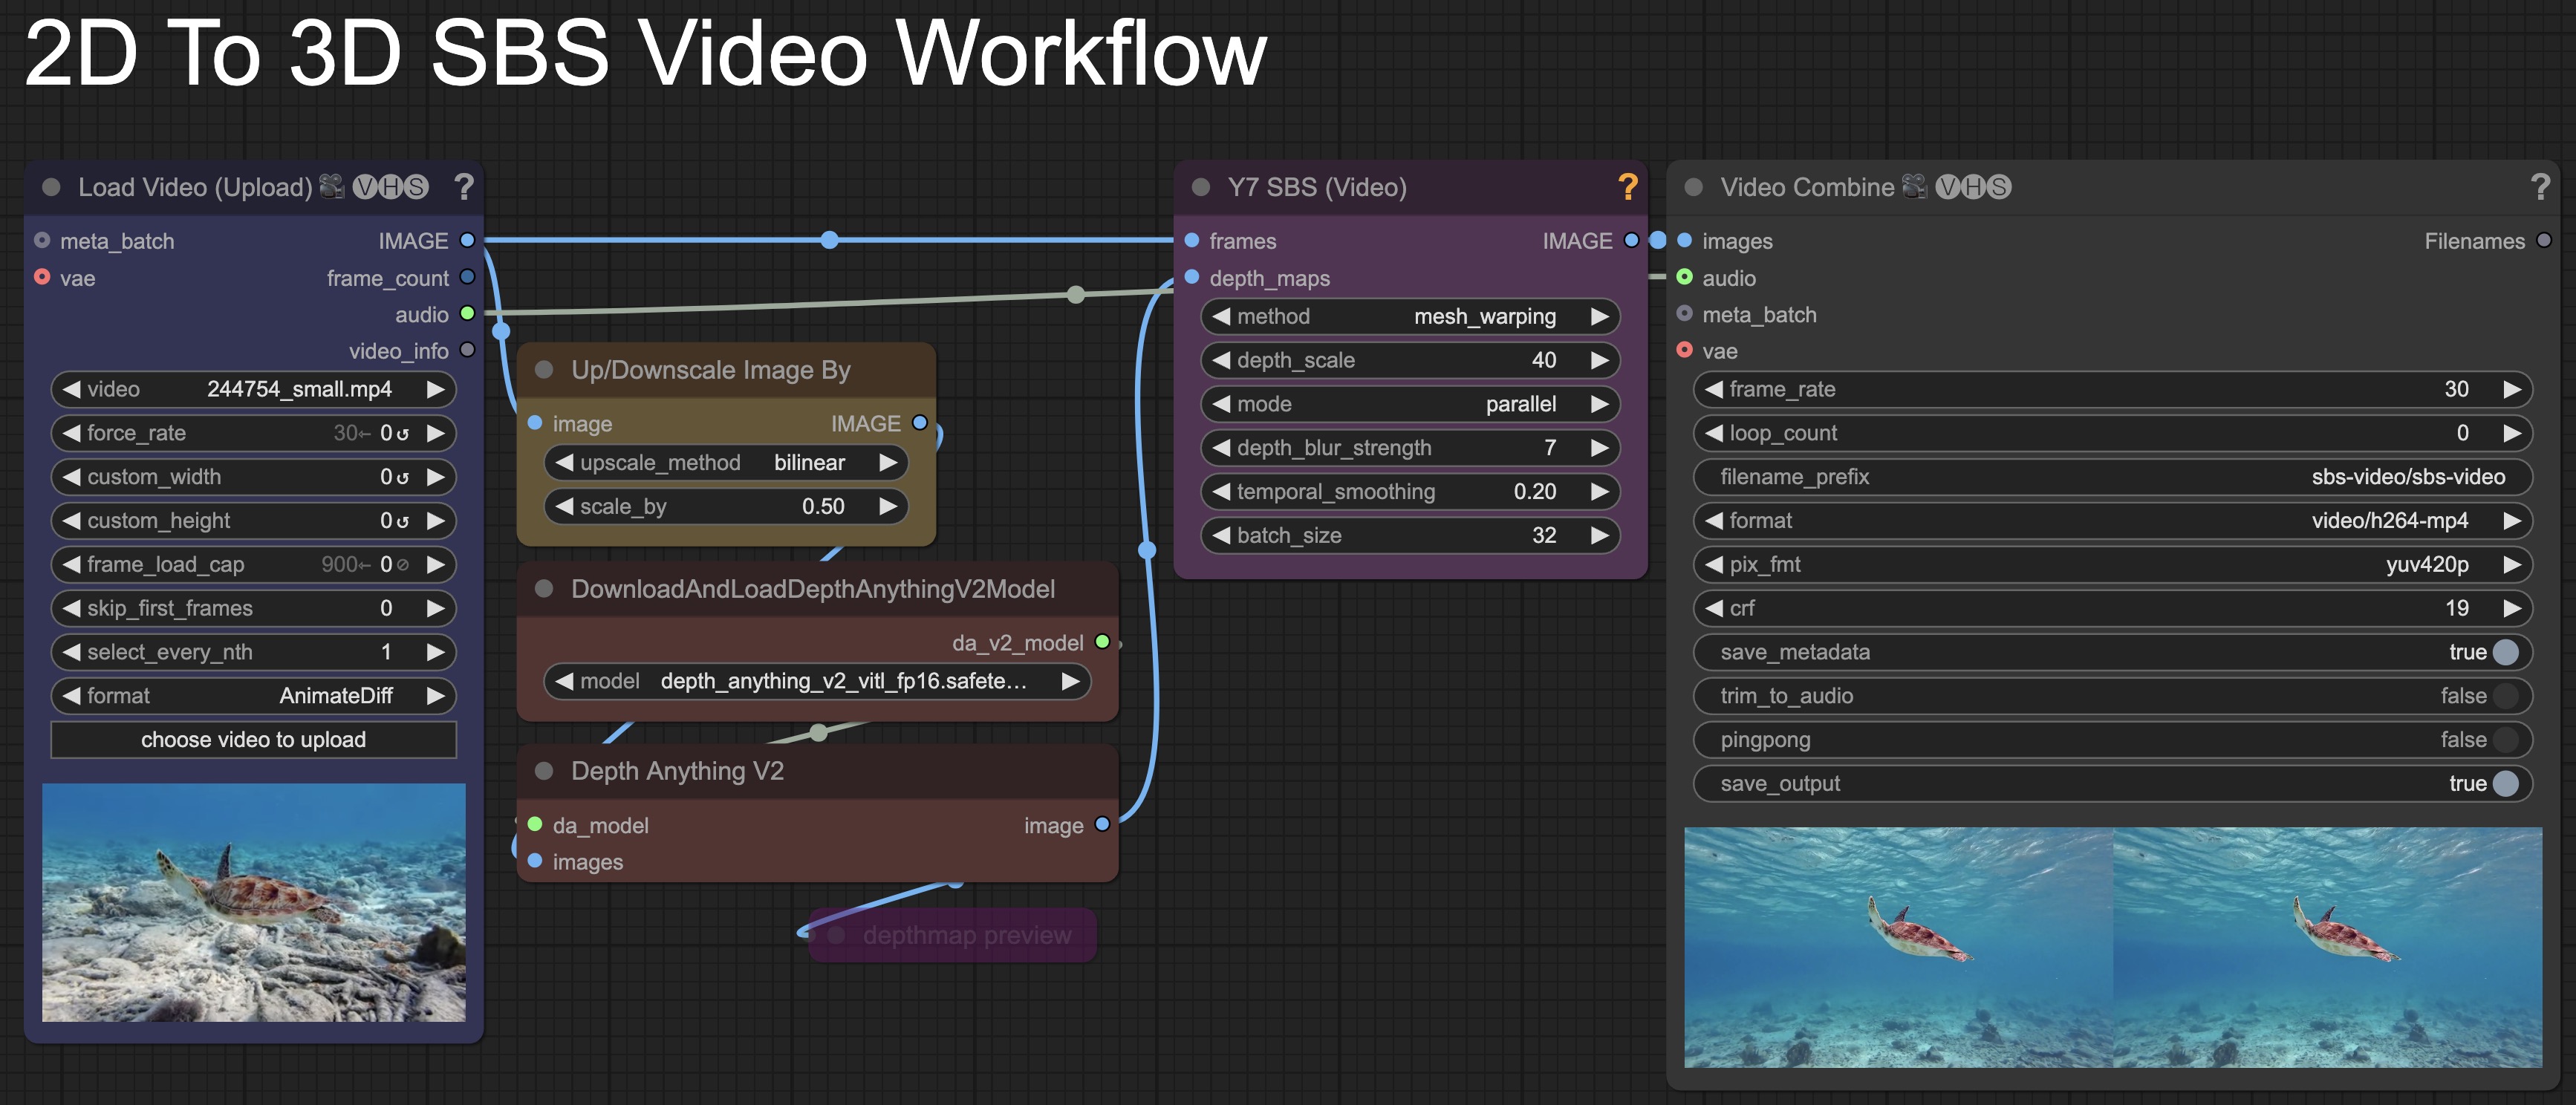 2D To 3D SBS Video Workflow
Load Video (Upload) 🎥🅥🅗🅢 ?
meta_batch IMAGE
vae frame_count
audio
video_info
video 244754_small.mp4
force_rate 30← 0↺
custom_width 0↺
custom_height 0↺
frame_load_cap 900← 0⊘
skip_first_frames 0
select_every_nth 1
format AnimateDiff
choose video to upload
Up/Downscale Image By
image IMAGE
upscale_method bilinear
scale_by 0.50
DownloadAndLoadDepthAnythingV2Model
da_v2_model
model depth_anything_v2_vitl_fp16.safete…
Depth Anything V2
da_model image
images
depthmap preview
Y7 SBS (Video) ?
frames IMAGE
depth_maps
method mesh_warping
depth_scale 40
mode parallel
depth_blur_strength 7
temporal_smoothing 0.20
batch_size 32
Video Combine 🎥🅥🅗🅢 ?
images Filenames
audio
meta_batch
vae
frame_rate 30
loop_count 0
filename_prefix sbs-video/sbs-video
format video/h264-mp4
pix_fmt yuv420p
crf 19
save_metadata true
trim_to_audio false
pingpong false
save_output true